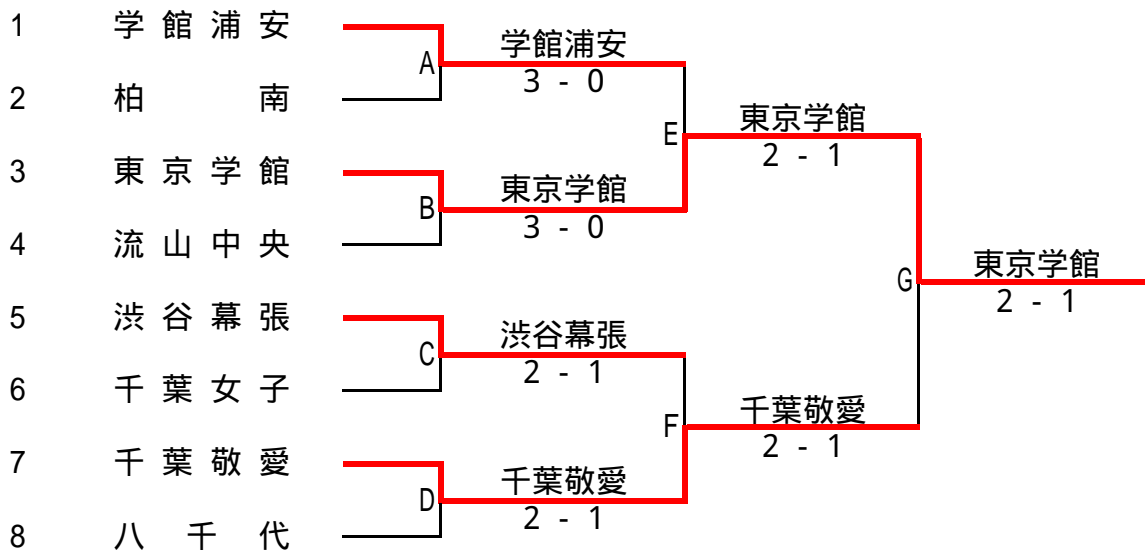 1 学館浦安
2 柏南
3 東京学館
4 流山中央
5 渋谷幕張
6 千葉女子
7 千葉敬愛
8 八千代
A
学館浦安
3 - 0
B
東京学館
3 - 0
C
渋谷幕張
2 - 1
D
千葉敬愛
2 - 1
E
東京学館
2 - 1
F
千葉敬愛
2 - 1
G
東京学館
2 - 1